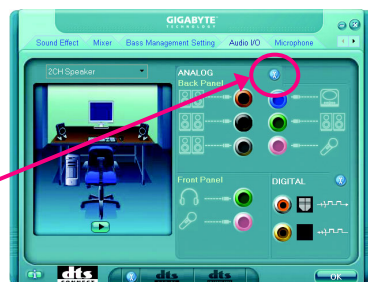 GIGABYTE
TECHNOLOGY
Sound Effect Mixer Bass Management Setting Audio I/O Microphone
2CH Speaker
ANALOG
Back Panel
Front Panel
DIGITAL
dts
CONNECT
dts dts
OK